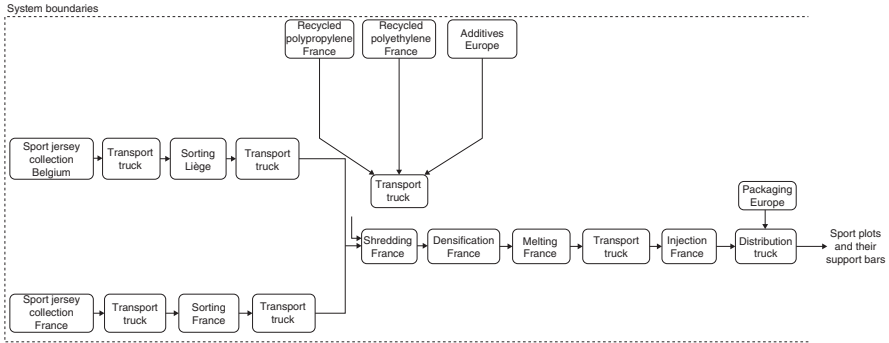 System boundaries
Recycled
polypropylene
France
Recycled
polyethylene
France
Additives
Europe
Sport jersey
collection
Belgium
Transport
truck
Sorting
Liège
Transport
truck
Transport
truck
Packaging
Europe
Shredding
France
Densification
France
Melting
France
Transport
truck
Injection
France
Distribution
truck
Sport plots
and their
support bars
Sport jersey
collection
France
Transport
truck
Sorting
France
Transport
truck